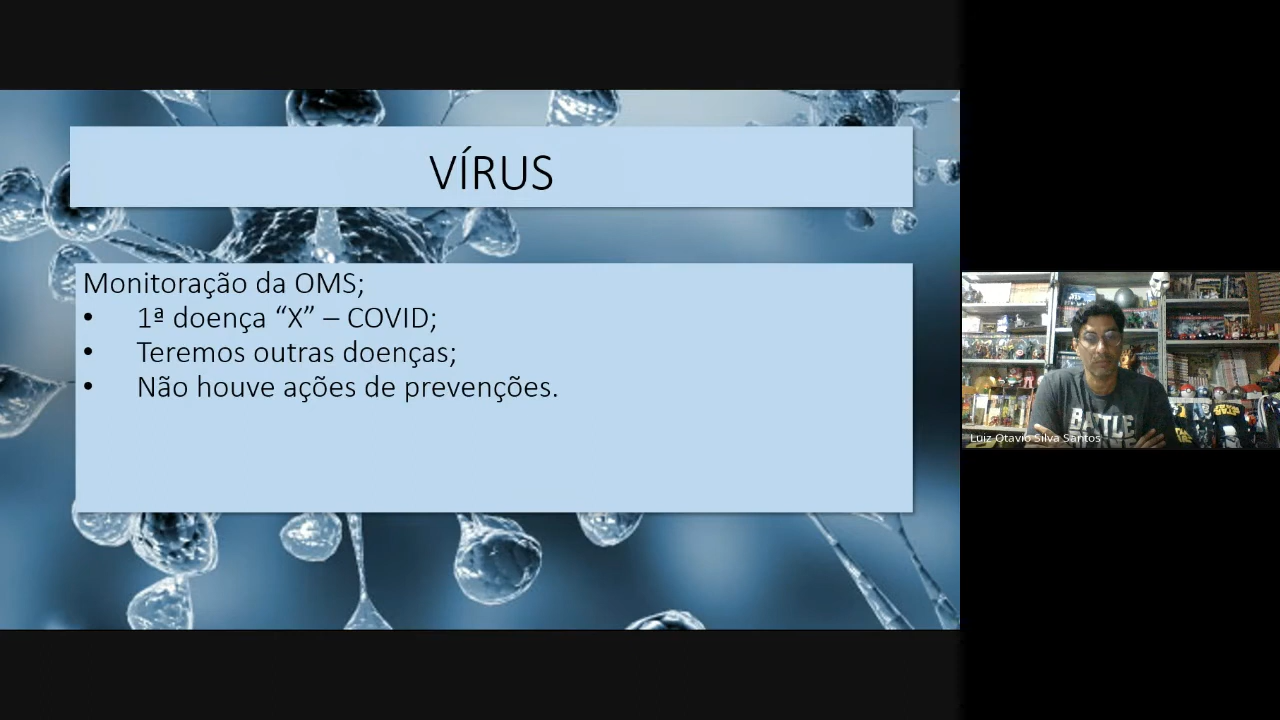 VÍRUS
Monitoração da OMS;
• 1ª doença “X” – COVID;
• Teremos outras doenças;
• Não houve ações de prevenções.
BATTLE
Luiz Otavio Silva Santos